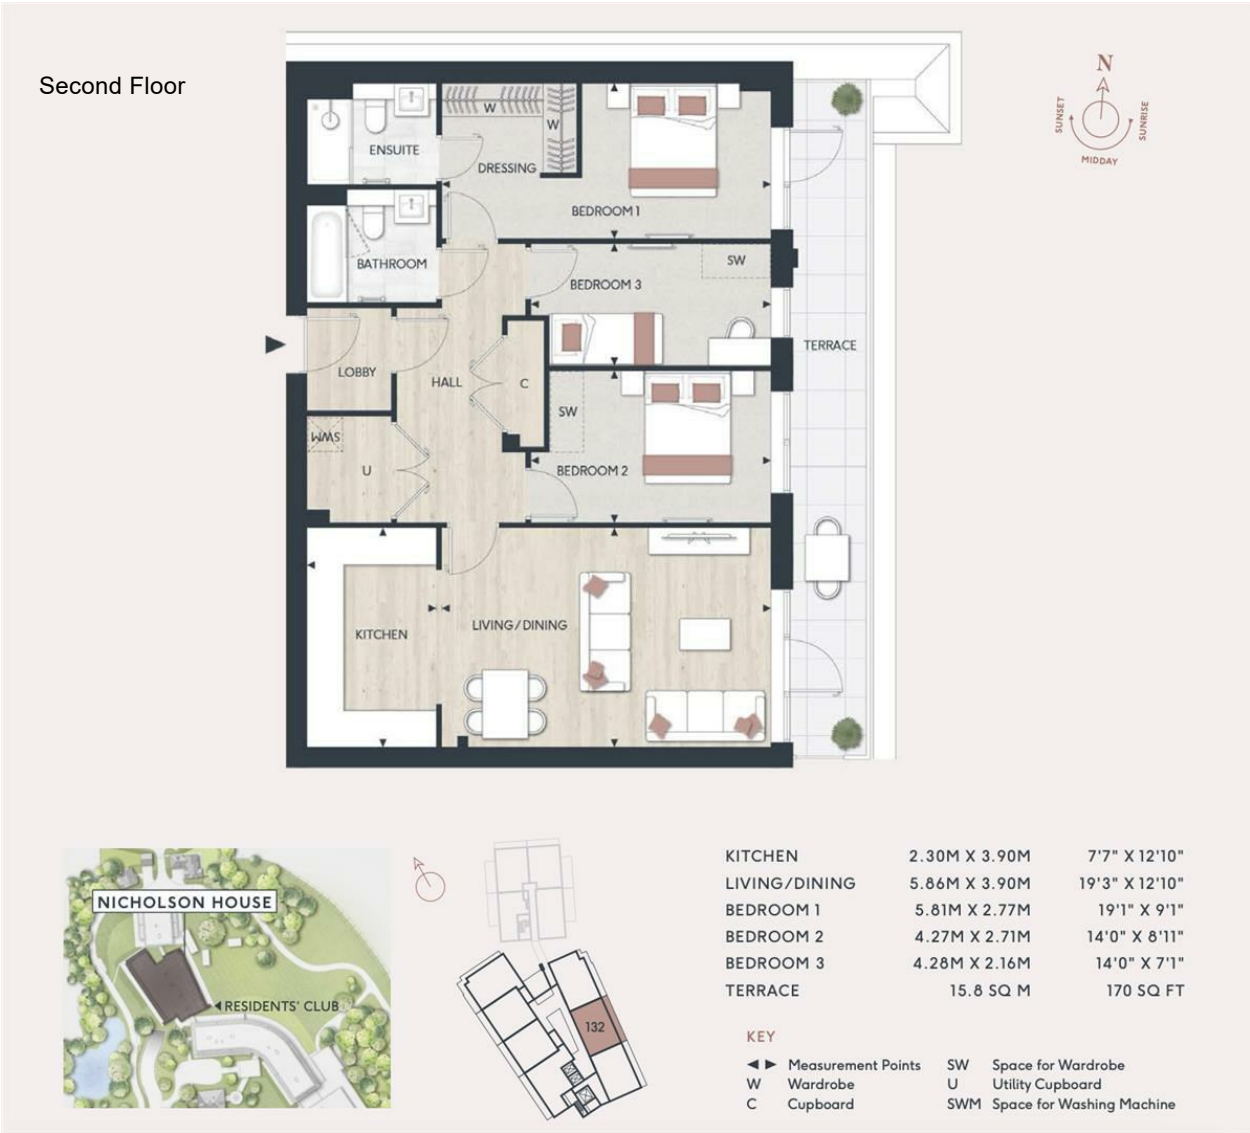 Second Floor
N
SUNSET
SUNRISE
MIDDAY
W
W
ENSUITE
DRESSING
BEDROOM 1
BATHROOM
SW
BEDROOM 3
TERRACE
LOBBY
HALL
C
SW
SWM
U
BEDROOM 2
LIVING/DINING
KITCHEN
NICHOLSON HOUSE
RESIDENTS' CLUB
132
KITCHEN 2.30M X 3.90M 7'7" X 12'10"
LIVING/DINING 5.86M X 3.90M 19'3" X 12'10"
BEDROOM 1 5.81M X 2.77M 19'1" X 9'1"
BEDROOM 2 4.27M X 2.71M 14'0" X 8'11"
BEDROOM 3 4.28M X 2.16M 14'0" X 7'1"
TERRACE 15.8 SQ M 170 SQ FT
KEY
◄ ► Measurement Points SW Space for Wardrobe
W Wardrobe U Utility Cupboard
C Cupboard SWM Space for Washing Machine